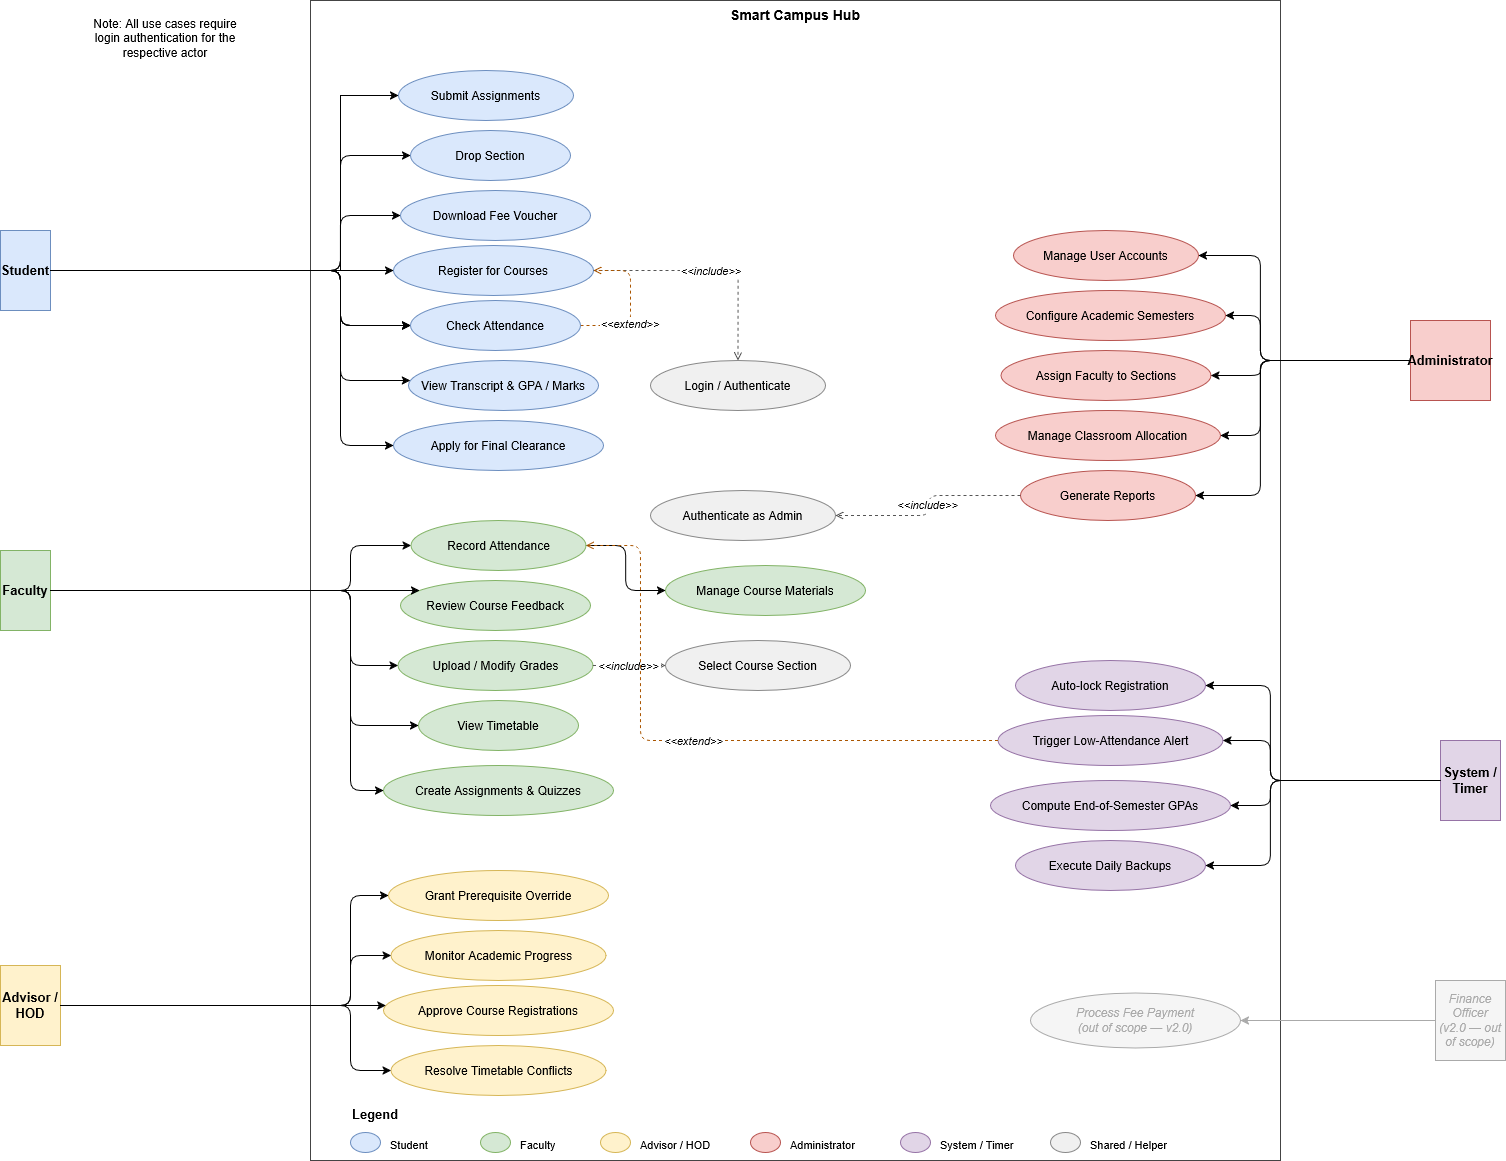 Smart Campus Hub
Note: All use cases require
login authentication for the
respective actor
Submit Assignments
Drop Section
Download Fee Voucher
Student
Register for Courses
<<include>>
Check Attendance
<<extend>>
View Transcript & GPA / Marks
Login / Authenticate
Apply for Final Clearance
Manage User Accounts
Configure Academic Semesters
Administrator
Assign Faculty to Sections
Manage Classroom Allocation
Generate Reports
<<include>>
Authenticate as Admin
Faculty
Record Attendance
Manage Course Materials
Review Course Feedback
Upload / Modify Grades
<<include>>
Select Course Section
View Timetable
<<extend>>
Create Assignments & Quizzes
Auto-lock Registration
Trigger Low-Attendance Alert
System /
Timer
Compute End-of-Semester GPAs
Execute Daily Backups
Grant Prerequisite Override
Monitor Academic Progress
Advisor /
HOD
Approve Course Registrations
Resolve Timetable Conflicts
Process Fee Payment
(out of scope — v2.0)
Finance
Officer
(v2.0 — out
of scope)
Legend
Student
Faculty
Advisor / HOD
Administrator
System / Timer
Shared / Helper